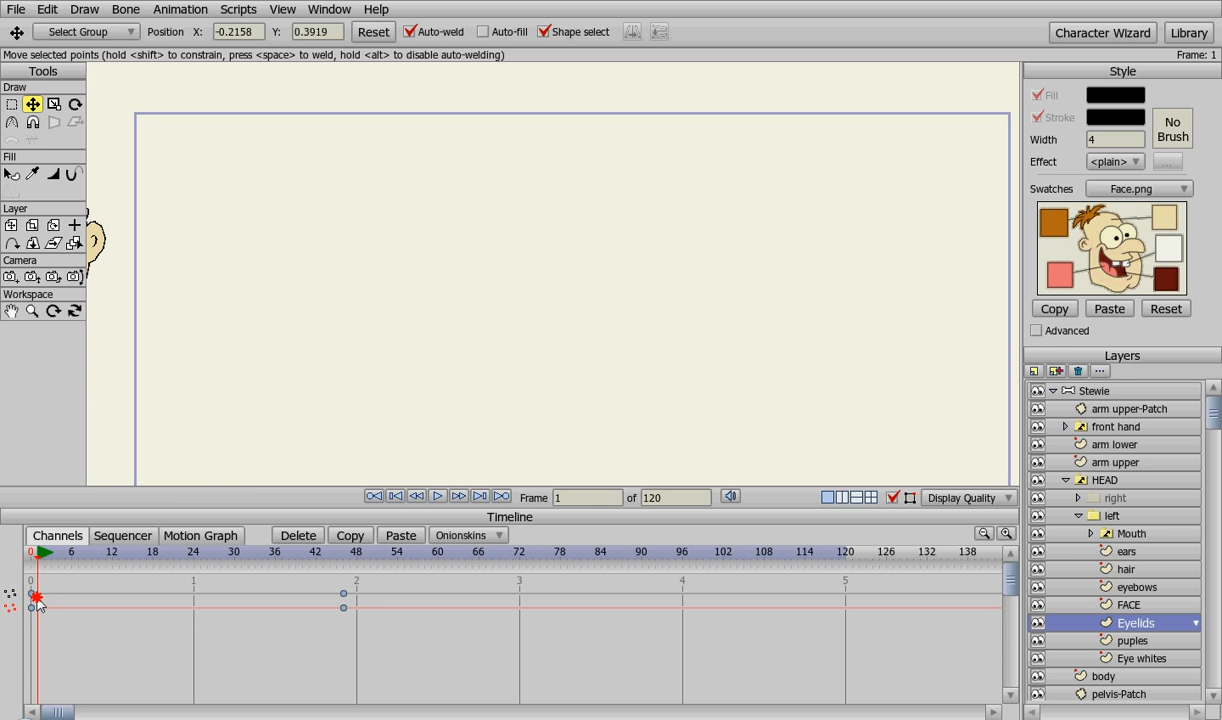 File Edit Draw Bone Animation Scripts View Window Help
Select Group Position X: -0.2158 Y: 0.3919 Reset Auto-weld Auto-fill Shape select Character Wizard Library
Move selected points (hold <shift> to constrain, press <space> to weld, hold <alt> to disable auto-welding) Frame: 1
Tools
Draw
Fill
Layer
Camera
Workspace
Style
Fill
Stroke
No Brush
Width 4
Effect <plain> ...
Swatches Face.png
Copy Paste Reset
Advanced
Layers
...
Stewie
arm upper-Patch
front hand
arm lower
arm upper
HEAD
right
left
Mouth
ears
hair
eyebows
FACE
Eyelids
puples
Eye whites
body
pelvis-Patch
Frame 1 of 120 Display Quality
Timeline
Channels Sequencer Motion Graph Delete Copy Paste Onionskins
0 6 12 18 24 30 36 42 48 54 60 66 72 78 84 90 96 102 108 114 120 126 132 138
0 1 2 3 4 5